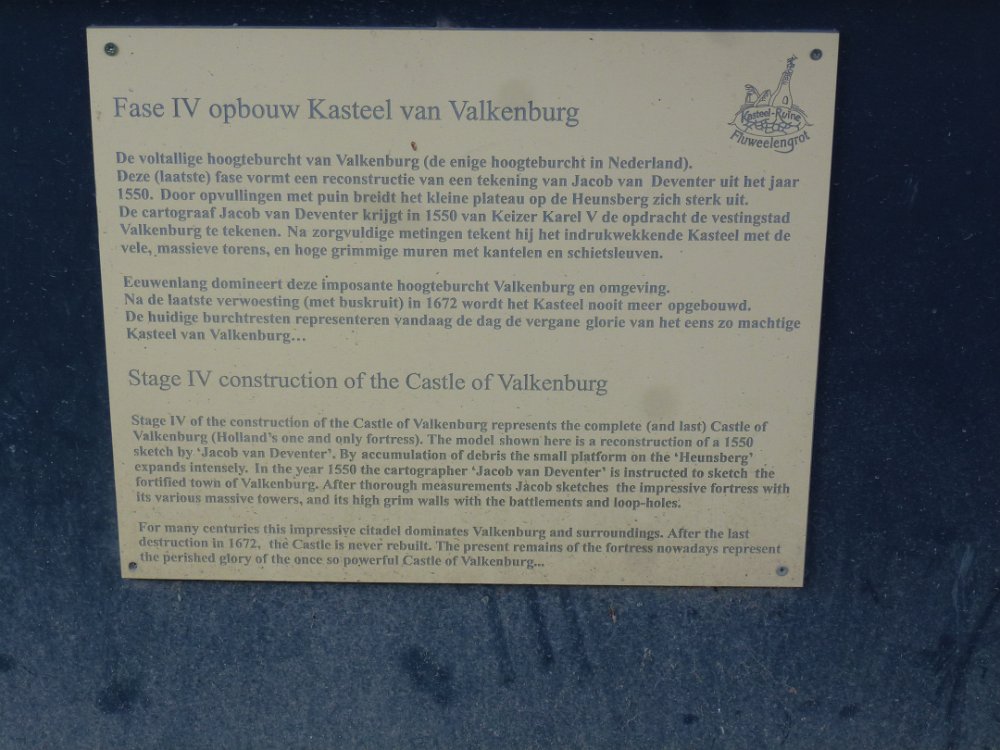 Kasteel-Ruïne
Fluweelengrot
Fase IV opbouw Kasteel van Valkenburg
De voltallige hoogteburcht van Valkenburg (de enige hoogteburcht in Nederland).
Deze (laatste) fase vormt een reconstructie van een tekening van Jacob van Deventer uit het jaar
1550. Door opvullingen met puin breidt het kleine plateau op de Heunsberg zich sterk uit.
De cartograaf Jacob van Deventer krijgt in 1550 van Keizer Karel V de opdracht de vestingstad
Valkenburg te tekenen. Na zorgvuldige metingen tekent hij het indrukwekkende Kasteel met de
vele, massieve torens, en hoge grimmige muren met kantelen en schietsleuven.
Eeuwenlang domineert deze imposante hoogteburcht Valkenburg en omgeving.
Na de laatste verwoesting (met buskruit) in 1672 wordt het Kasteel nooit meer opgebouwd.
De huidige burchtresten representeren vandaag de dag de vergane glorie van het eens zo machtige
Kasteel van Valkenburg…
Stage IV construction of the Castle of Valkenburg
Stage IV of the construction of the Castle of Valkenburg represents the complete (and last) Castle of
Valkenburg (Holland's one and only fortress). The model shown here is a reconstruction of a 1550
sketch by 'Jacob van Deventer'. By accumulation of debris the small platform on the 'Heunsberg'
expands intensely. In the year 1550 the cartographer 'Jacob van Deventer' is instructed to sketch the
fortified town of Valkenburg. After thorough measurements Jacob sketches the impressive fortress with
its various massive towers, and its high grim walls with the battlements and loop-holes.
For many centuries this impressive citadel dominates Valkenburg and surroundings. After the last
destruction in 1672, the Castle is never rebuilt. The present remains of the fortress nowadays represent
the perished glory of the once so powerful Castle of Valkenburg...